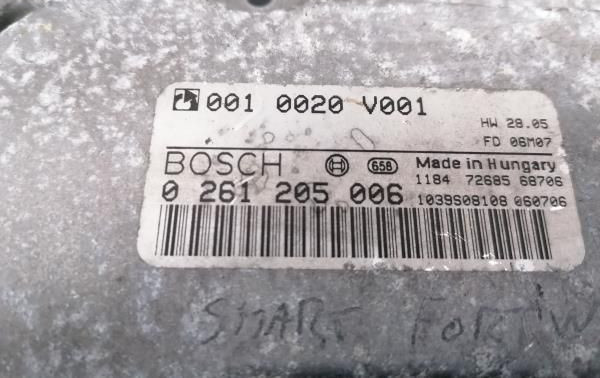 001 0020 V001
HW 28.05
FD 06M07
BOSCH 658 Made in Hungary
0 261 205 006 1184 72685 68706
1039S08108 060706
SMART FORTW